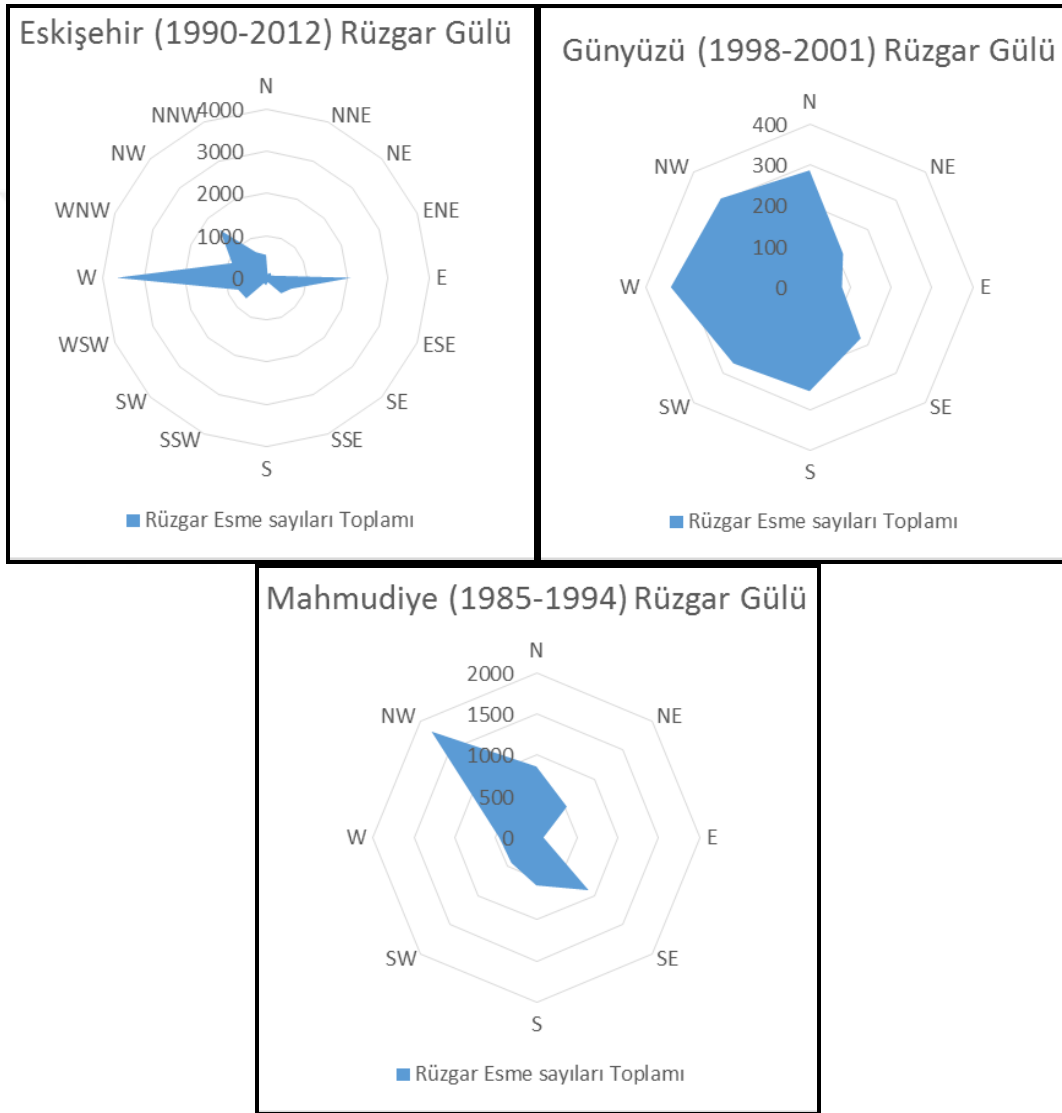 Eskişehir (1990-2012) Rüzgar Gülü
N
NNW 4000 NNE
NW 3000 NE
2000
WNW 1000 ENE
W 0 E
WSW ESE
SW SE
SSW SSE
S
Rüzgar Esme sayıları Toplamı
Günyüzü (1998-2001) Rüzgar Gülü
N
400
NW 300 NE
200
100
W 0 E
SW SE
S
Rüzgar Esme sayıları Toplamı
Mahmudiye (1985-1994) Rüzgar Gülü
N
2000
NW 1500 NE
1000
500
W 0 E
SW SE
S
Rüzgar Esme sayıları Toplamı